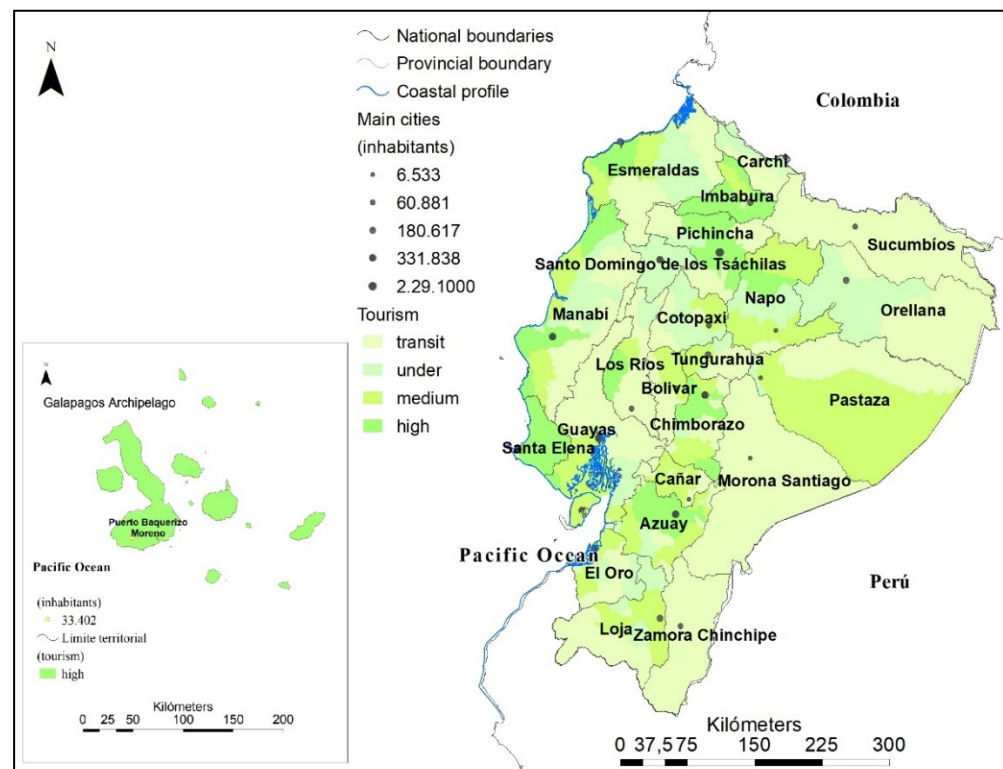 N
National boundaries
Provincial boundary
Coastal profile
Main cities
(inhabitants)
6.533
60.881
180.617
331.838
2.29.1000
Tourism
transit
under
medium
high
Colombia
Carchi
Esmeraldas
Imbabura
Pichincha
Sucumbíos
Santo Domingo de los Tsáchilas
Napo
Orellana
Manabí
Cotopaxi
Los Ríos
Tungurahua
Bolivar
Pastaza
Chimborazo
Guayas
Santa Elena
Cañar
Morona Santiago
Azuay
Pacific Ocean
El Oro
Perú
Loja
Zamora Chinchipe
Kilómeters
0 37,575 150 225 300
N
Galapagos Archipelago
Puerto Baquerizo
Moreno
Pacific Ocean
(inhabitants)
33.402
Limite territorial
(tourism)
high
Kilómeters
0 25 50 100 150 200